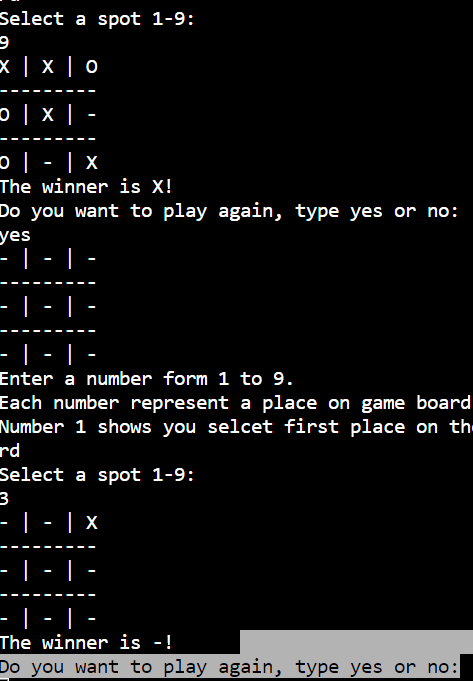 Select a spot 1-9:
9
X | X | O
---------
O | X | -
---------
O | - | X
The winner is X!
Do you want to play again, type yes or no:
yes
- | - | -
---------
- | - | -
---------
- | - | -
Enter a number form 1 to 9.
Each number represent a place on game board
Number 1 shows you selcet first place on the
rd
Select a spot 1-9:
3
- | - | X
---------
- | - | -
---------
- | - | -
The winner is -!
Do you want to play again, type yes or no: